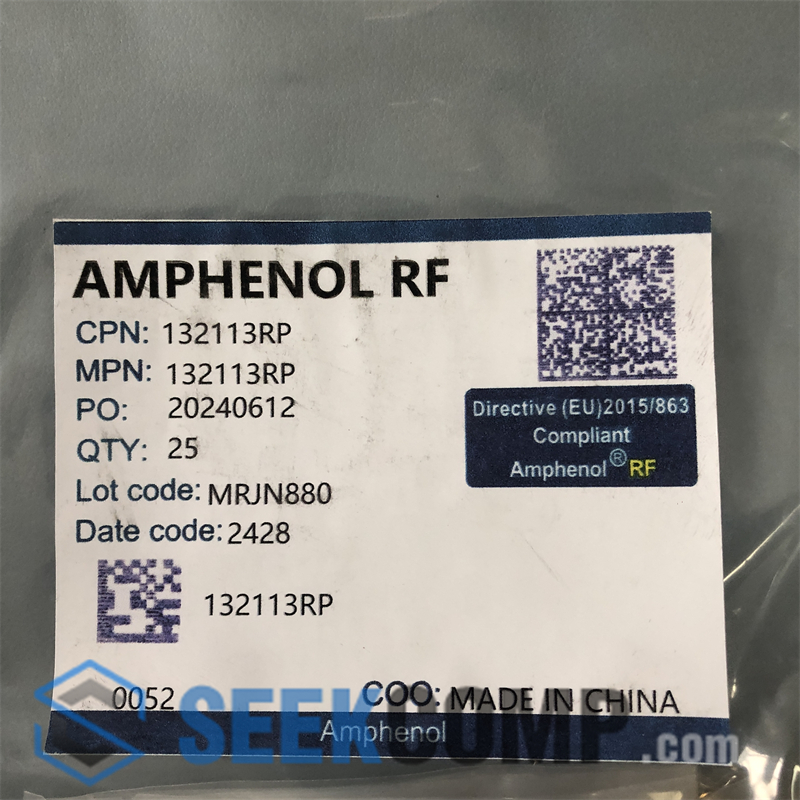 AMPHENOL RF
CPN: 132113RP
MPN: 132113RP
PO: 20240612
QTY: 25
Lot code: MRJN880
Date code: 2428
Directive (EU)2015/863
Compliant
Amphenol® RF
132113RP
0052 COO: MADE IN CHINA
Amphenol
SEEKCOMP.com